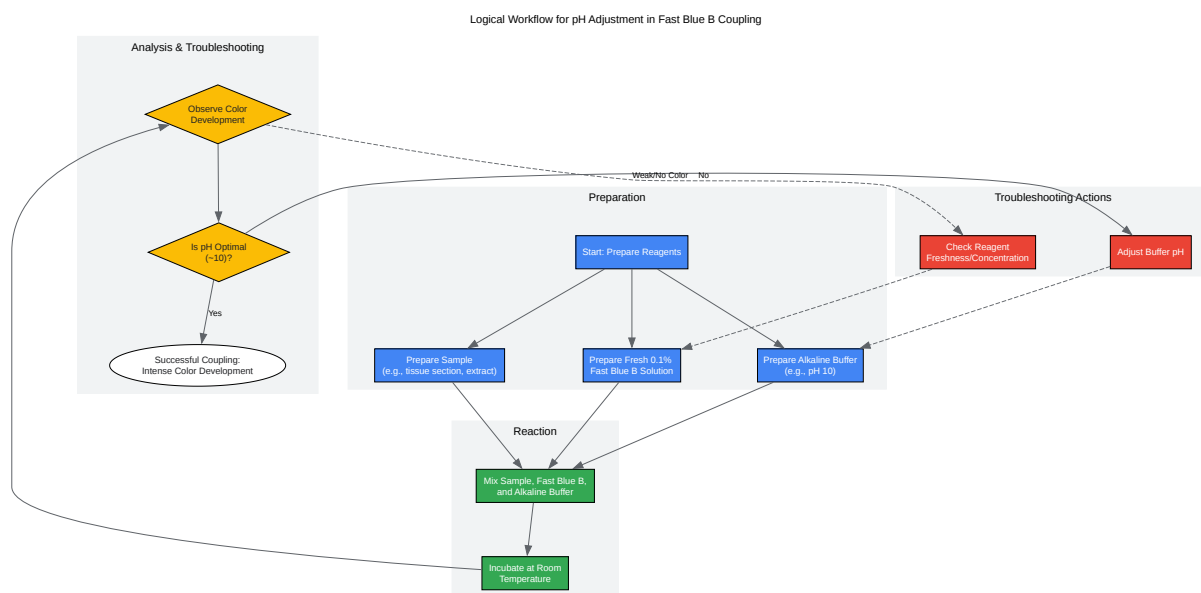 Logical Workflow for pH Adjustment in Fast Blue B Coupling
Analysis & Troubleshooting
Observe Color
Development
Is pH Optimal
(~10)?
Yes
Successful Coupling:
Intense Color Development
Weak/No Color
No
Preparation
Start: Prepare Reagents
Prepare Sample
(e.g., tissue section, extract)
Prepare Fresh 0.1%
Fast Blue B Solution
Prepare Alkaline Buffer
(e.g., pH 10)
Troubleshooting Actions
Check Reagent
Freshness/Concentration
Adjust Buffer pH
Reaction
Mix Sample, Fast Blue B,
and Alkaline Buffer
Incubate at Room
Temperature